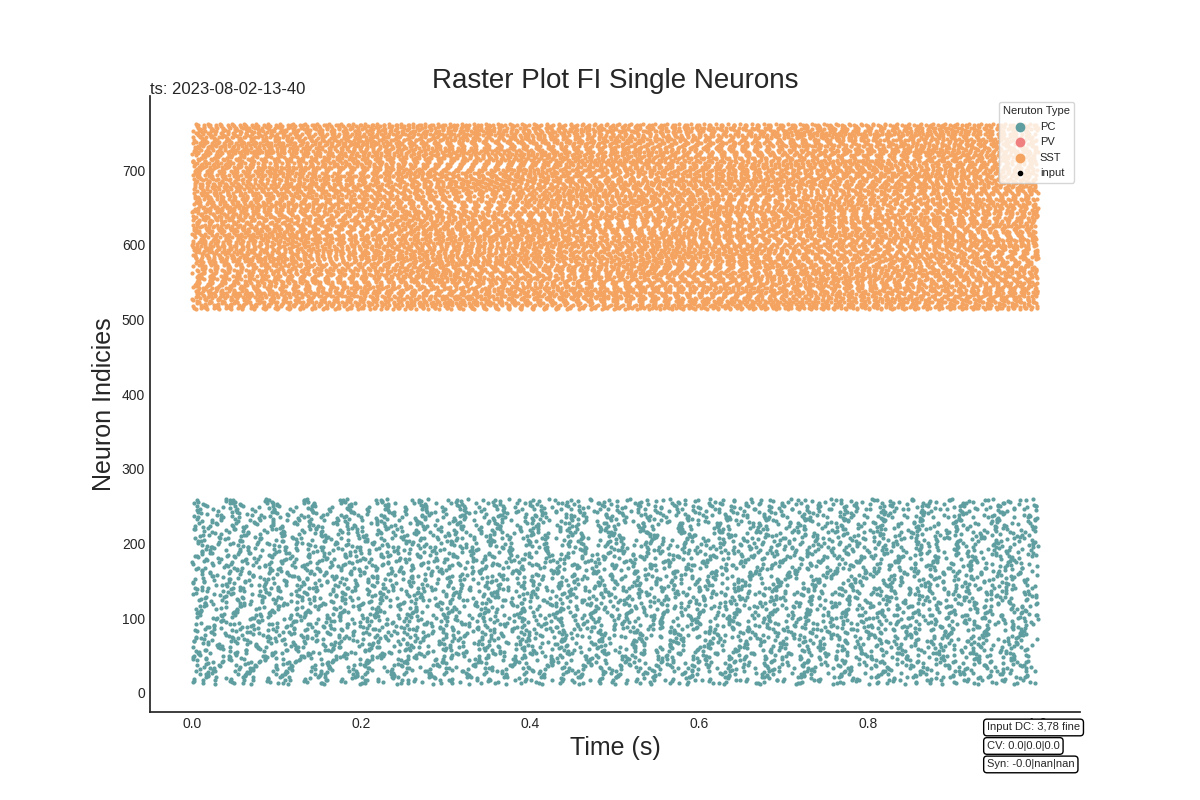 Raster Plot FI Single Neurons
ts: 2023-08-02-13-40
Neruton Type
PC
PV
SST
input
700
600
500
400
300
200
100
0
Neuron Indicies
0.0 0.2 0.4 0.6 0.8
Time (s)
Input DC: 3,78 fine
CV: 0.0|0.0|0.0
Syn: -0.0|nan|nan